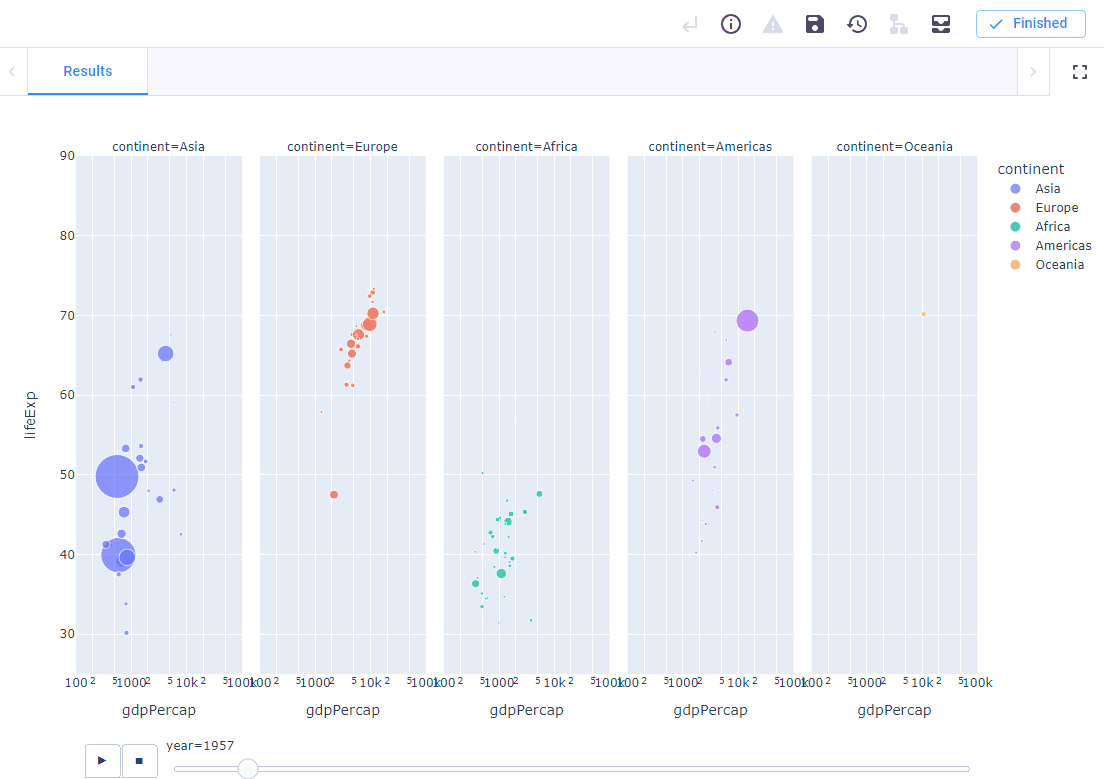 Finished
Results
continent=Asia continent=Europe continent=Africa continent=Americas continent=Oceania
continent
Asia
Europe
Africa
Americas
Oceania
90
80
70
60
50
40
30
lifeExp
100 2 5 1000 2 5 10k 2 5 100k 100 2 5 1000 2 5 10k 2 5 100k 100 2 5 1000 2 5 10k 2 5 100k 100 2 5 1000 2 5 10k 2 5 100k 100 2 5 1000 2 5 10k 2 5 100k
gdpPercap gdpPercap gdpPercap gdpPercap gdpPercap
year=1957